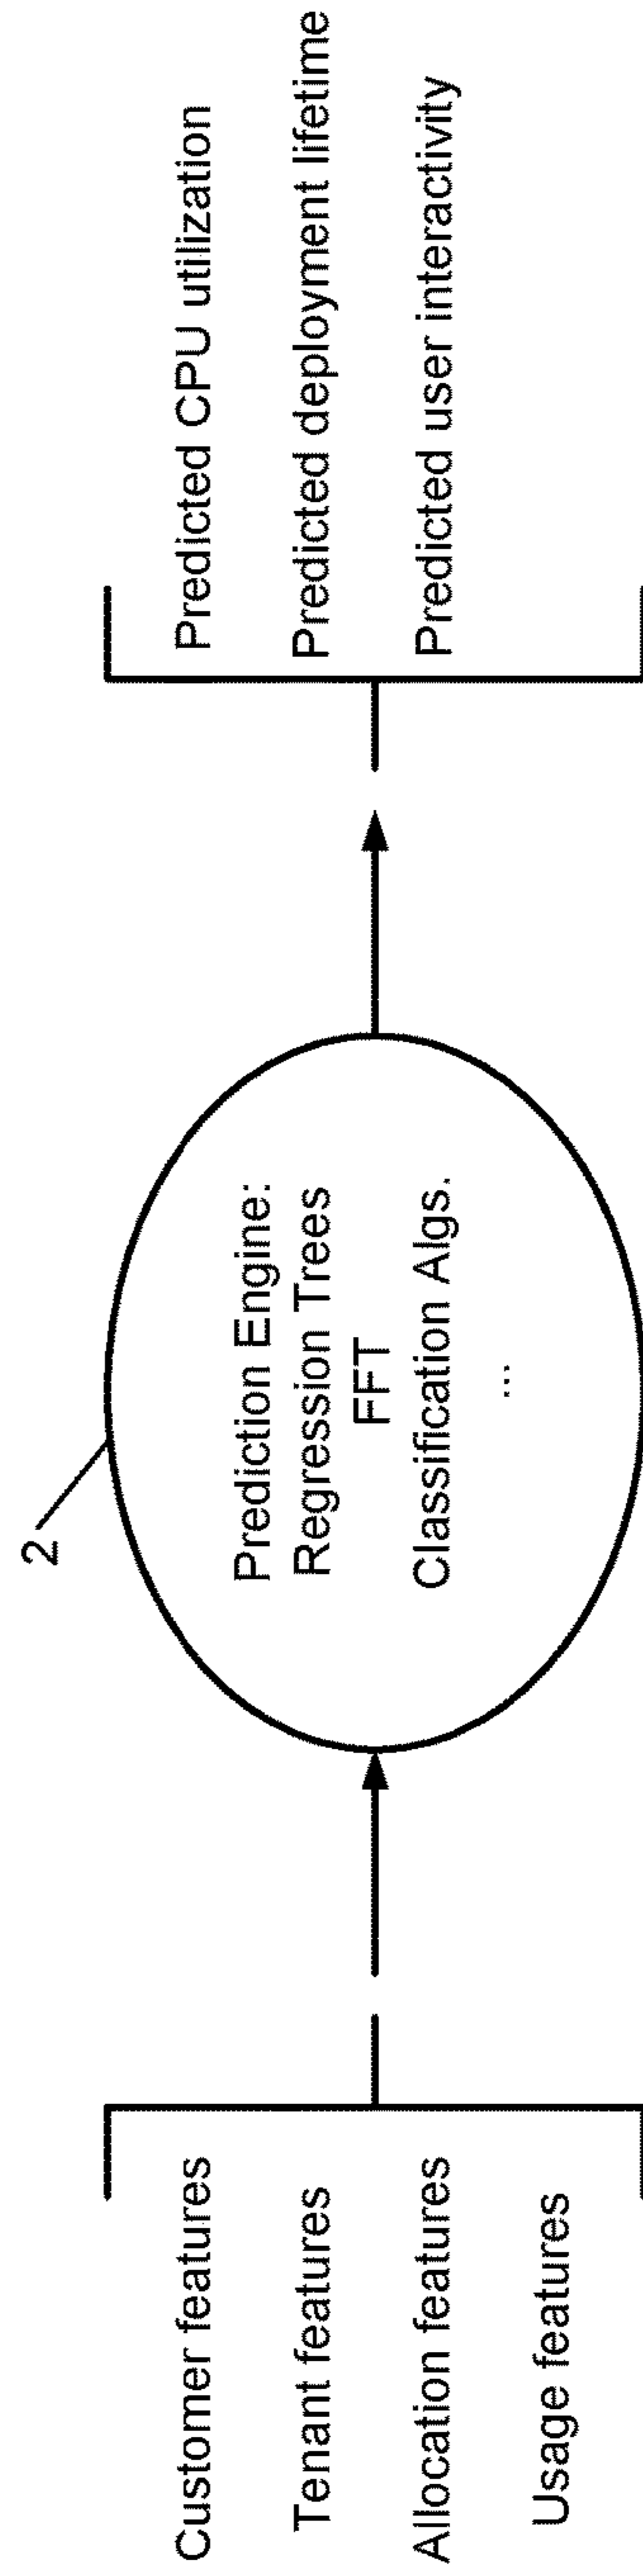 Customer features
Tenant features
Allocation features
Usage features
2
Prediction Engine:
Regression Trees
FFT
Classification Algs.
...
Predicted CPU utilization
Predicted deployment lifetime
Predicted user interactivity